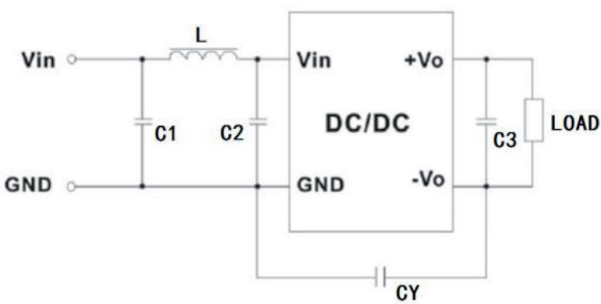 L
Vin
Vin
+Vo
C1
C2
DC/DC
C3
LOAD
GND
GND
-Vo
CY